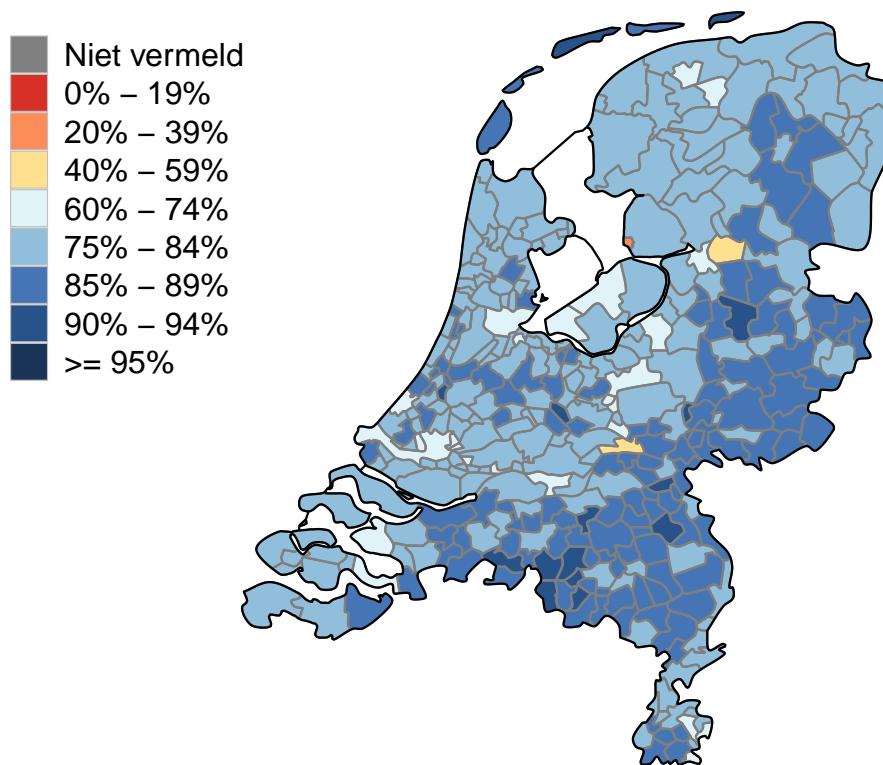 Niet vermeld
0% – 19%
20% – 39%
40% – 59%
60% – 74%
75% – 84%
85% – 89%
90% – 94%
>= 95%